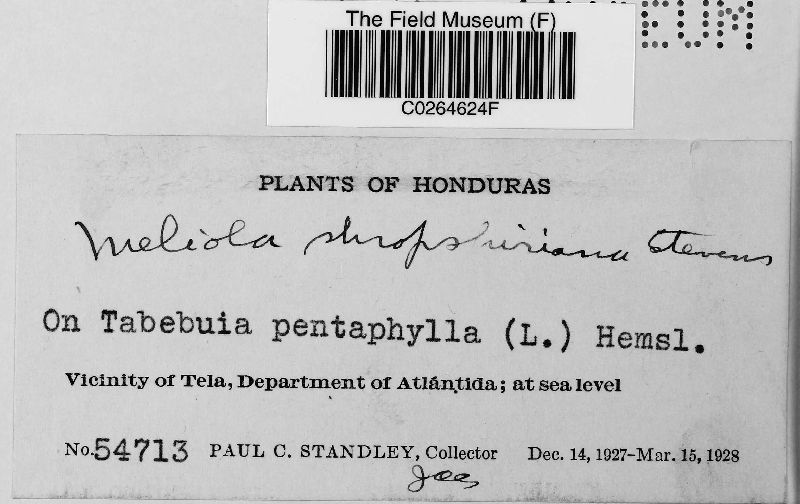 EUM
The Field Museum (F)
C0264624F
PLANTS OF HONDURAS
Meliola shropshiriana Stevens
On Tabebuia pentaphylla (L.) Hemsl.
Vicinity of Tela, Department of Atlántida; at sea level
No. 54713 PAUL C. STANDLEY, Collector Dec. 14, 1927-Mar. 15, 1928